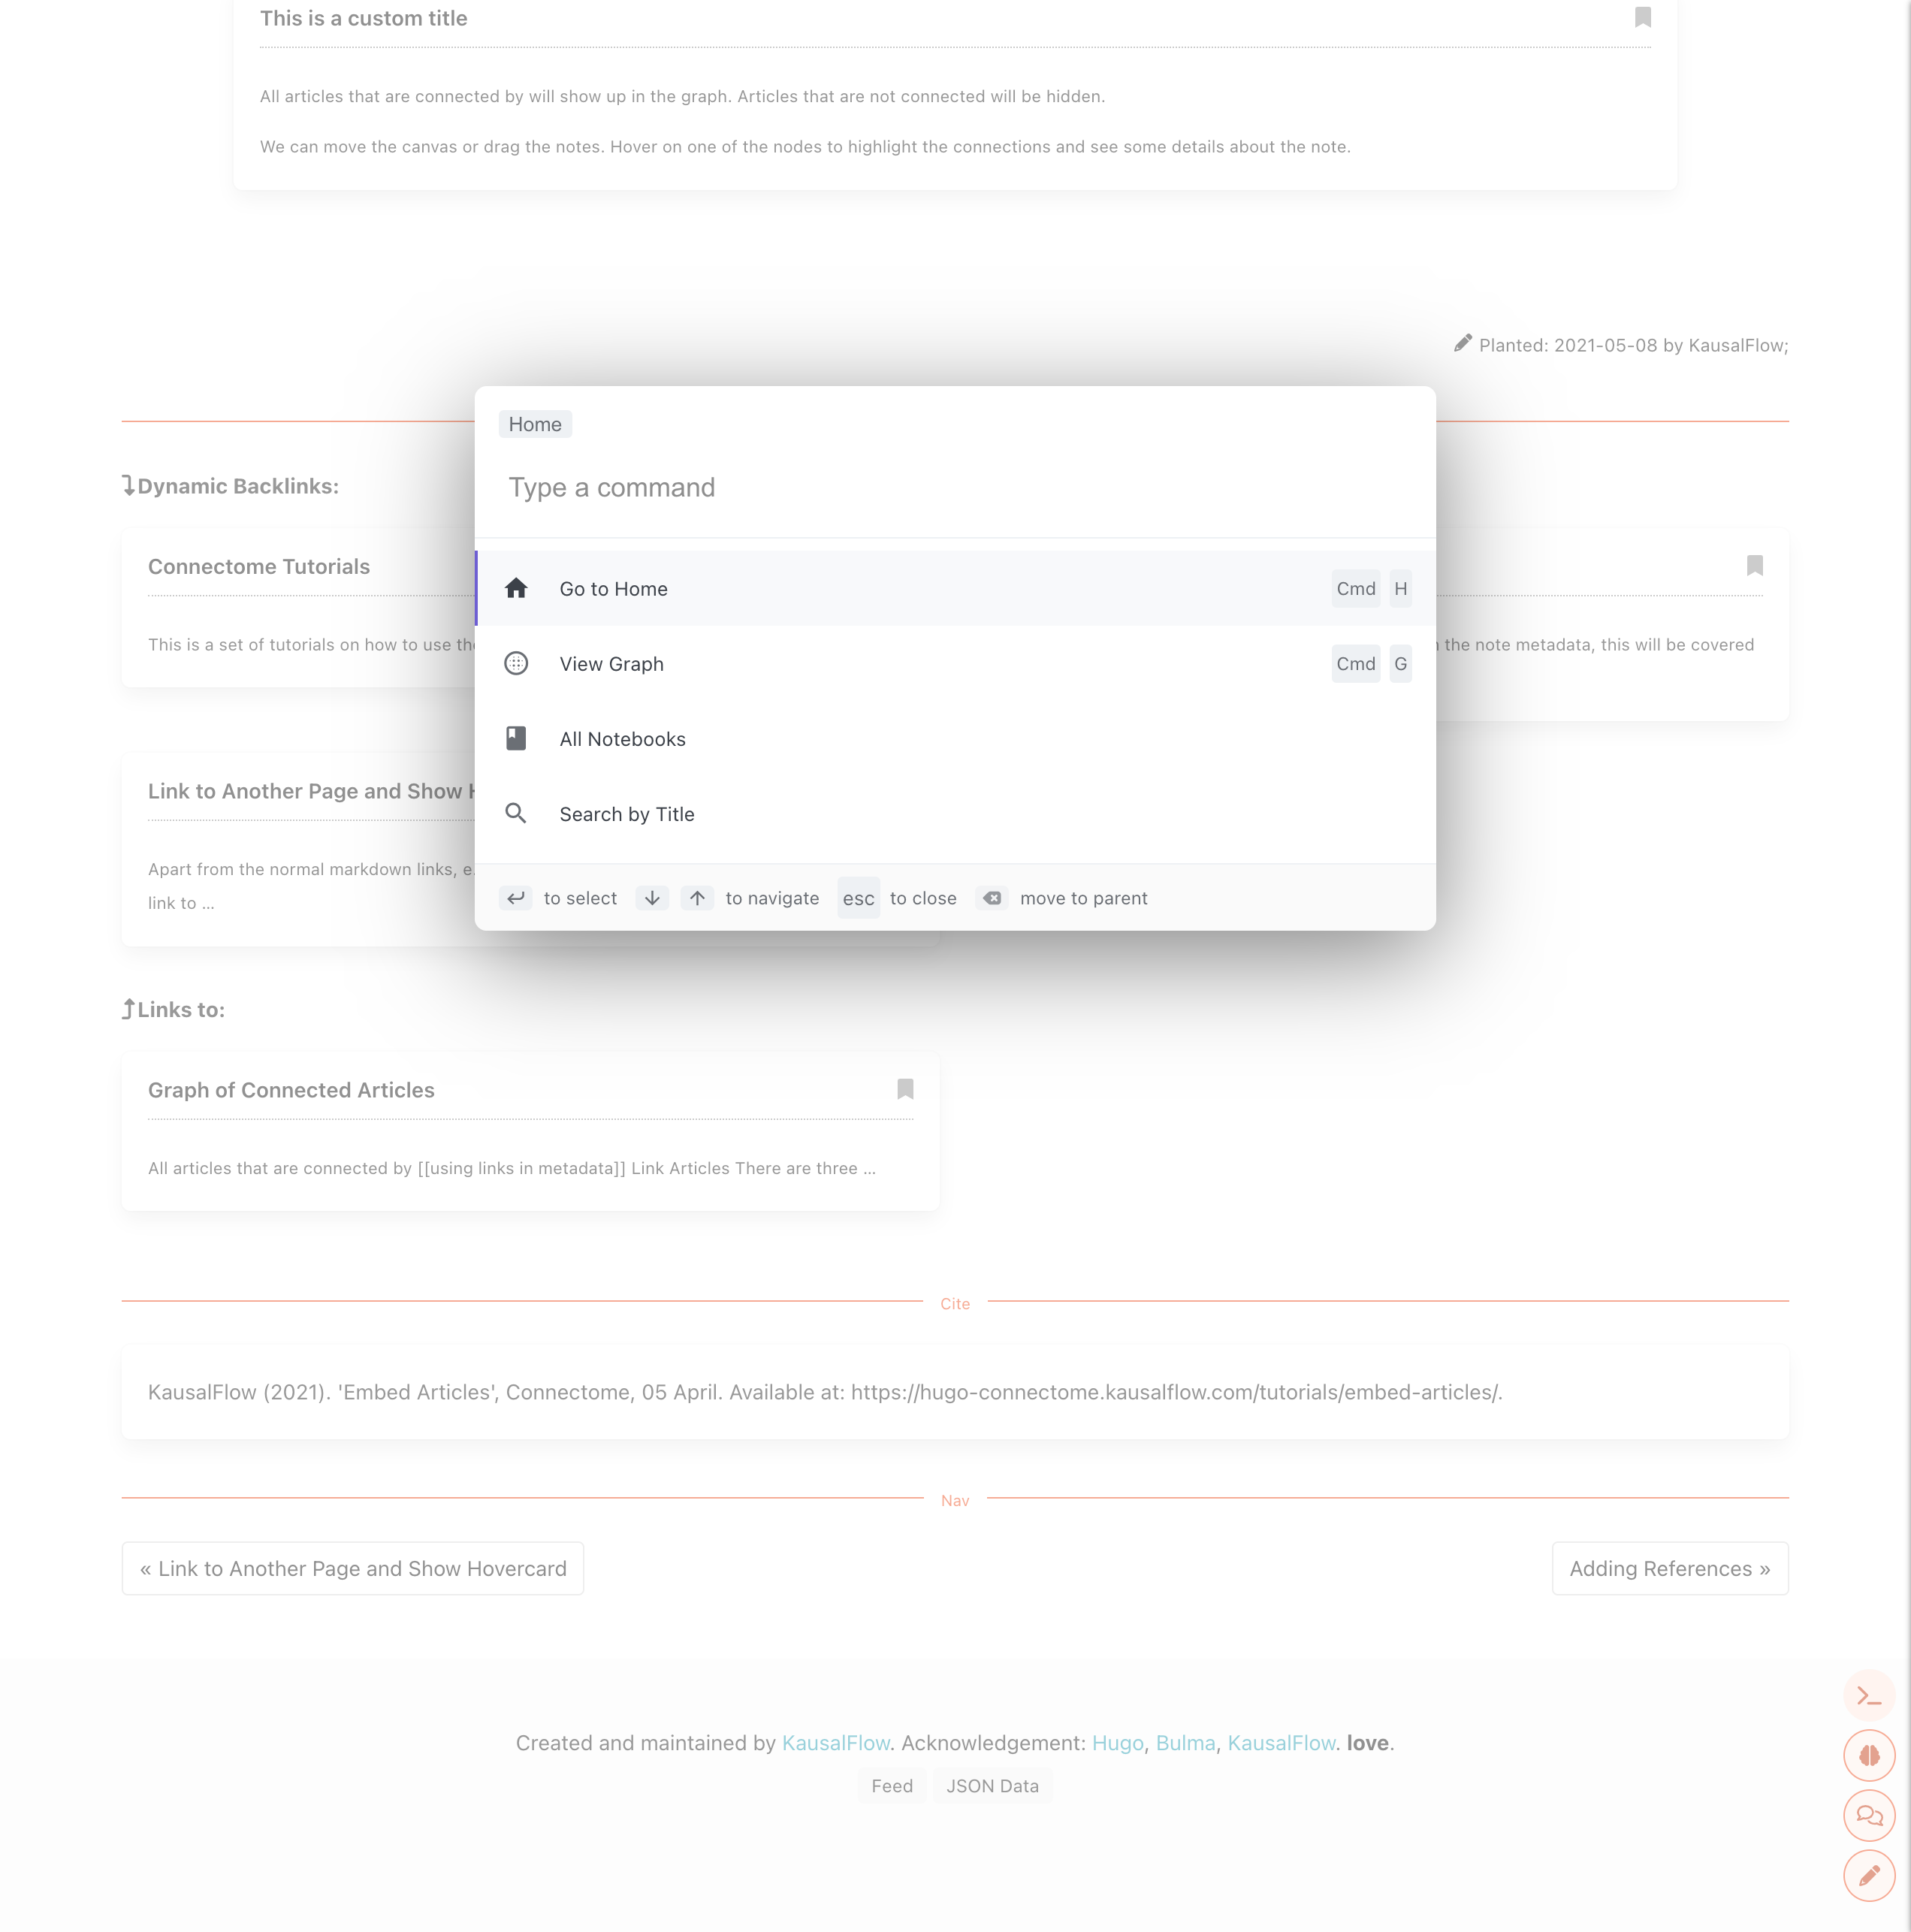 This is a custom title
All articles that are connected by will show up in the graph. Articles that are not connected will be hidden.
We can move the canvas or drag the notes. Hover on one of the nodes to highlight the connections and see some details about the note.
Planted: 2021-05-08 by KausalFlow;
Home
Type a command
Go to Home Cmd H
View Graph Cmd G
All Notebooks
Search by Title
to select to navigate esc to close move to parent
Dynamic Backlinks:
Connectome Tutorials
This is a set of tutorials on how to use
the note metadata, this will be covered
Link to Another Page and Show
Apart from the normal markdown links,
link to ...
Links to:
Graph of Connected Articles
All articles that are connected by [[using links in metadata]] Link Articles There are three ...
Cite
KausalFlow (2021). 'Embed Articles', Connectome, 05 April. Available at: https://hugo-connectome.kausalflow.com/tutorials/embed-articles/.
Nav
« Link to Another Page and Show Hovercard
Adding References »
Created and maintained by KausalFlow. Acknowledgement: Hugo, Bulma, KausalFlow. love.
Feed JSON Data